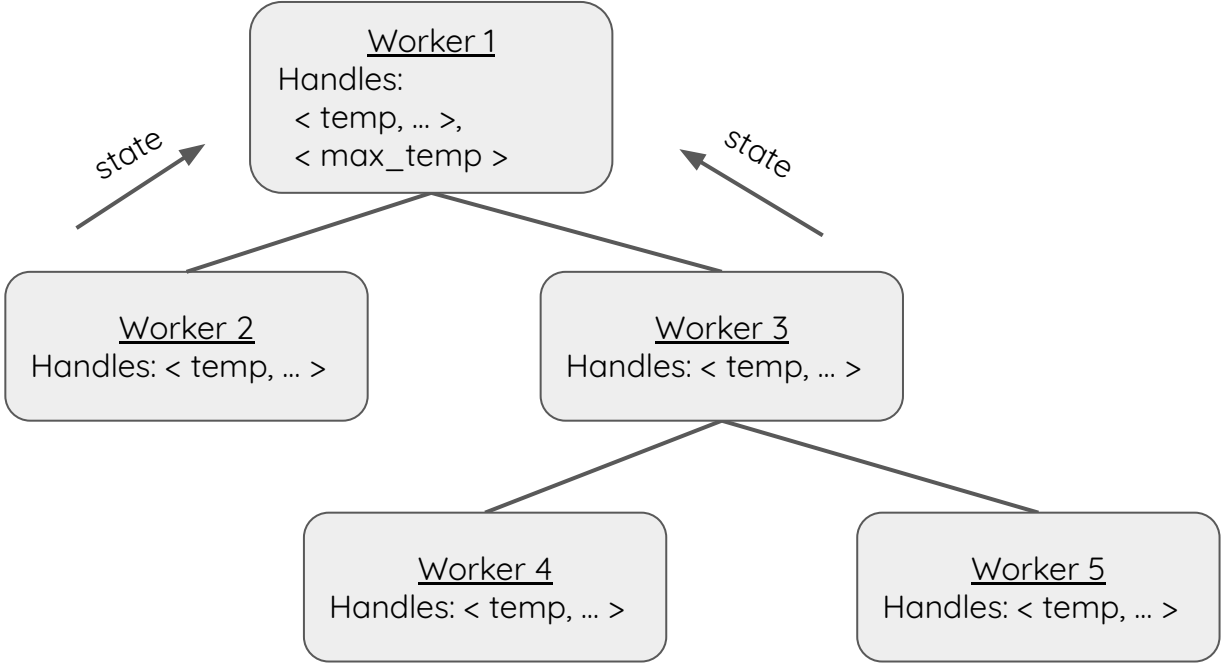 Worker 1
Handles:
< temp, ... >,
< max_temp >
state
state
Worker 2
Handles: < temp, ... >
Worker 3
Handles: < temp, ... >
Worker 4
Handles: < temp, ... >
Worker 5
Handles: < temp, ... >